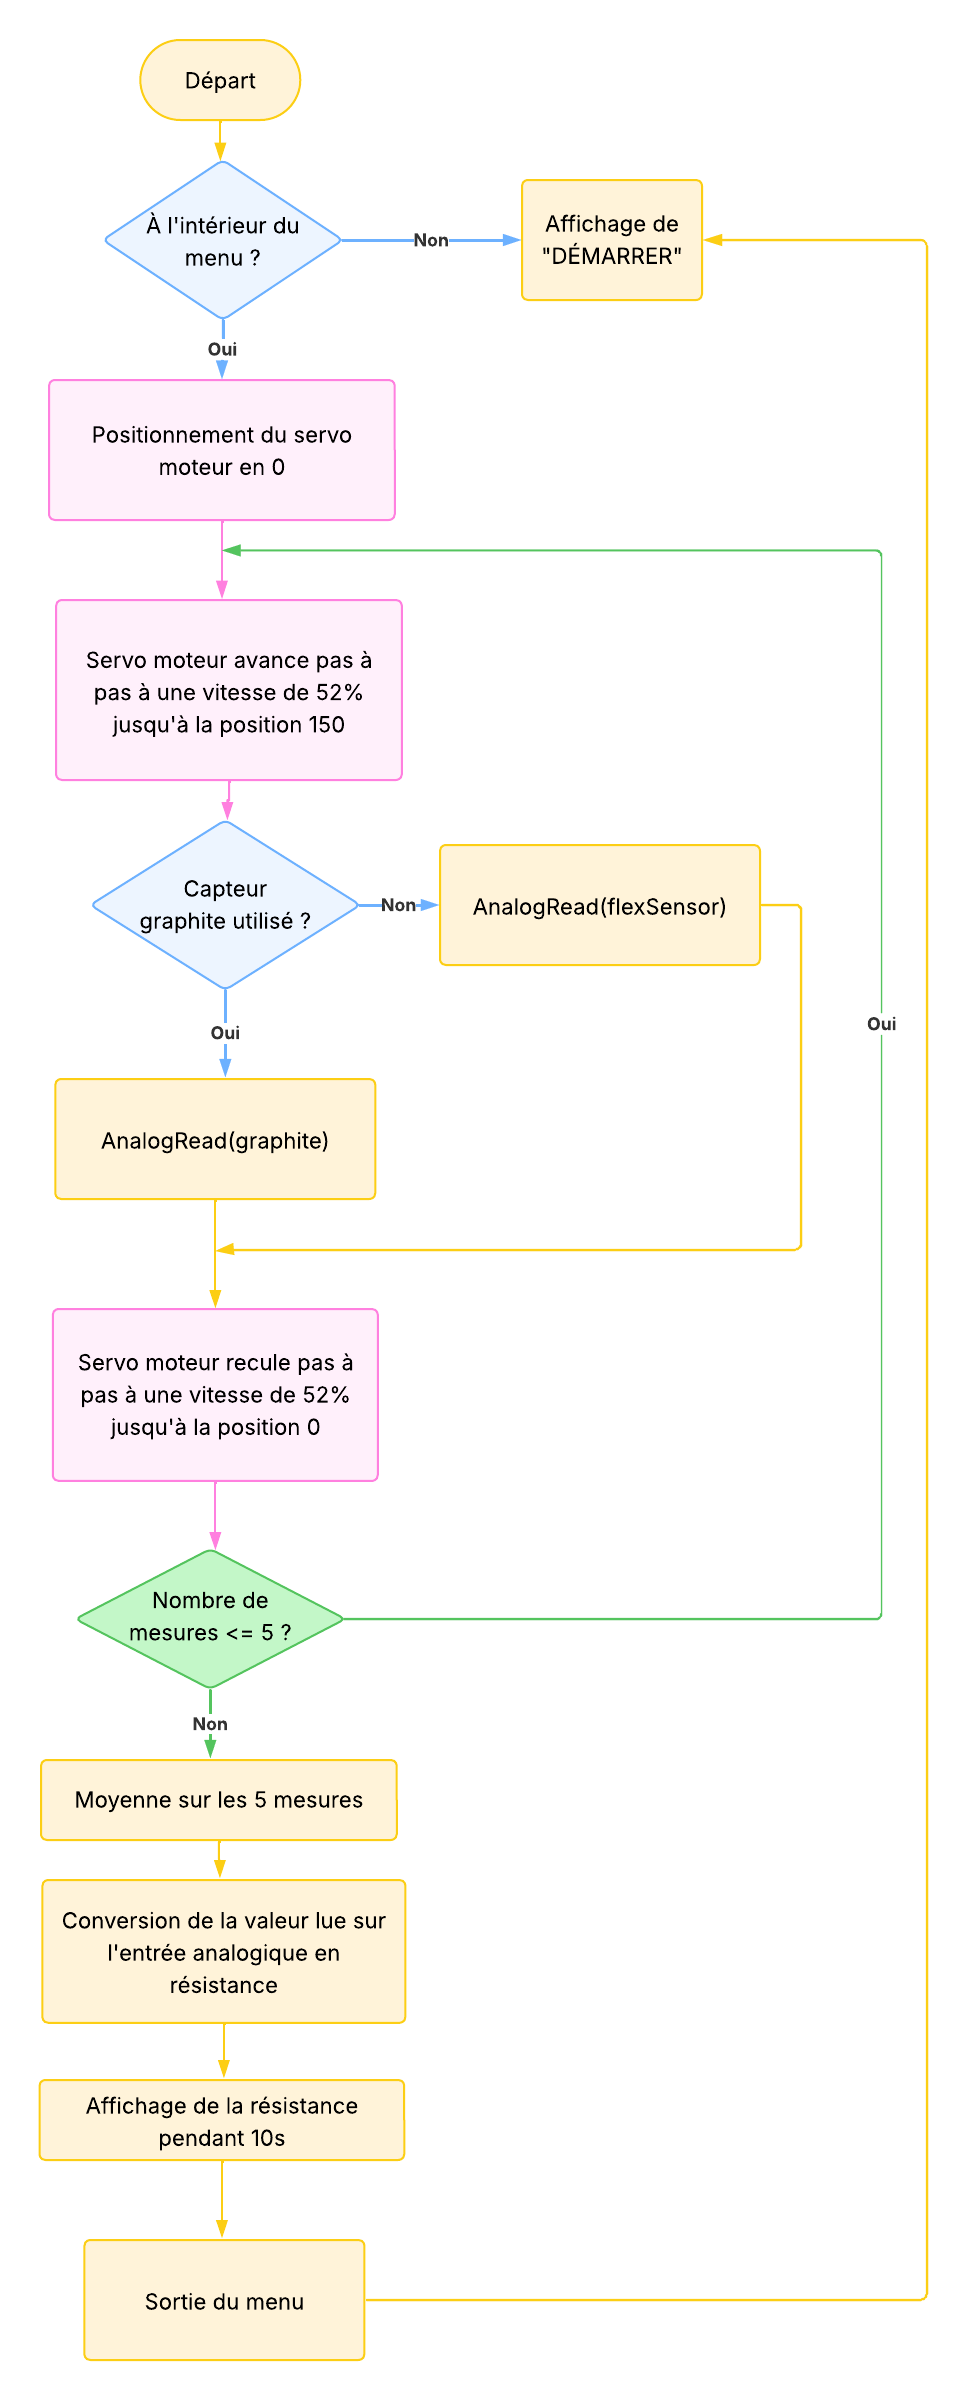 Départ
À l'intérieur du
menu ?
Non
Affichage de
"DÉMARRER"
Oui
Positionnement du servo
moteur en 0
Servo moteur avance pas à
pas à une vitesse de 52%
jusqu'à la position 150
Capteur
graphite utilisé ?
Non
AnalogRead(flexSensor)
Oui
Oui
AnalogRead(graphite)
Servo moteur recule pas à
pas à une vitesse de 52%
jusqu'à la position 0
Nombre de
mesures <= 5 ?
Non
Moyenne sur les 5 mesures
Conversion de la valeur lue sur
l'entrée analogique en
résistance
Affichage de la résistance
pendant 10s
Sortie du menu